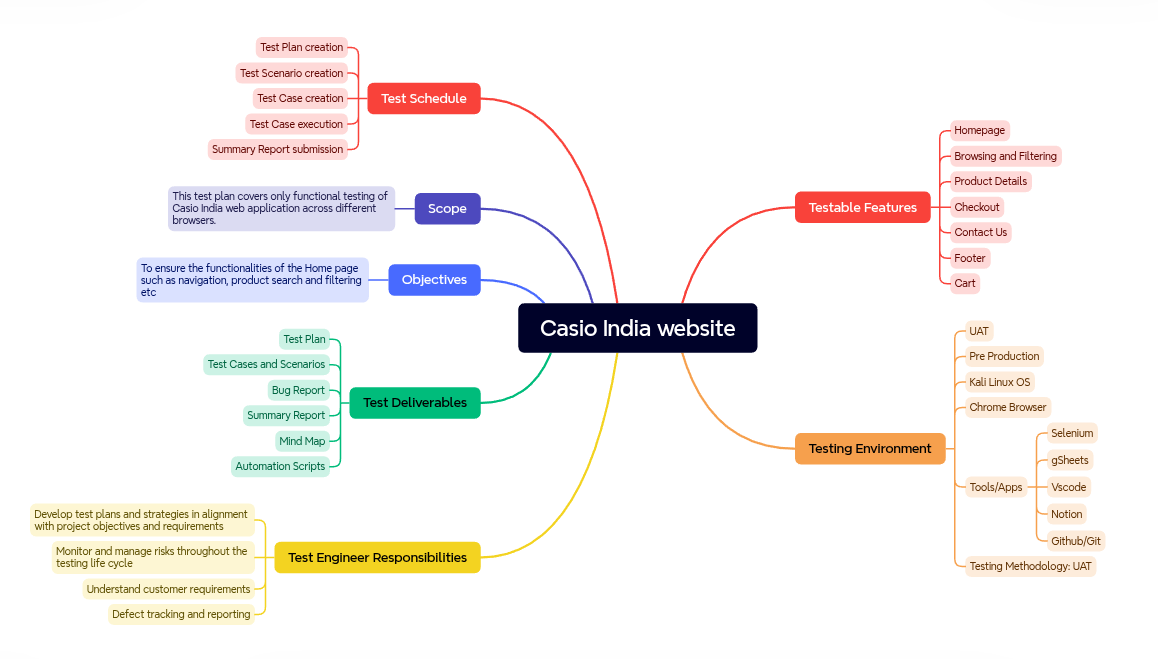 Casio India website
Test Schedule
Test Plan creation
Test Scenario creation
Test Case creation
Test Case execution
Summary Report submission
Scope
This test plan covers only functional testing of
Casio India web application across different
browsers.
Objectives
To ensure the functionalities of the Home page
such as navigation, product search and filtering
etc
Test Deliverables
Test Plan
Test Cases and Scenarios
Bug Report
Summary Report
Mind Map
Automation Scripts
Test Engineer Responsibilities
Develop test plans and strategies in alignment
with project objectives and requirements
Monitor and manage risks throughout the
testing life cycle
Understand customer requirements
Defect tracking and reporting
Testable Features
Homepage
Browsing and Filtering
Product Details
Checkout
Contact Us
Footer
Cart
Testing Environment
UAT
Pre Production
Kali Linux OS
Chrome Browser
Tools/Apps
Selenium
gSheets
Vscode
Notion
Github/Git
Testing Methodology: UAT